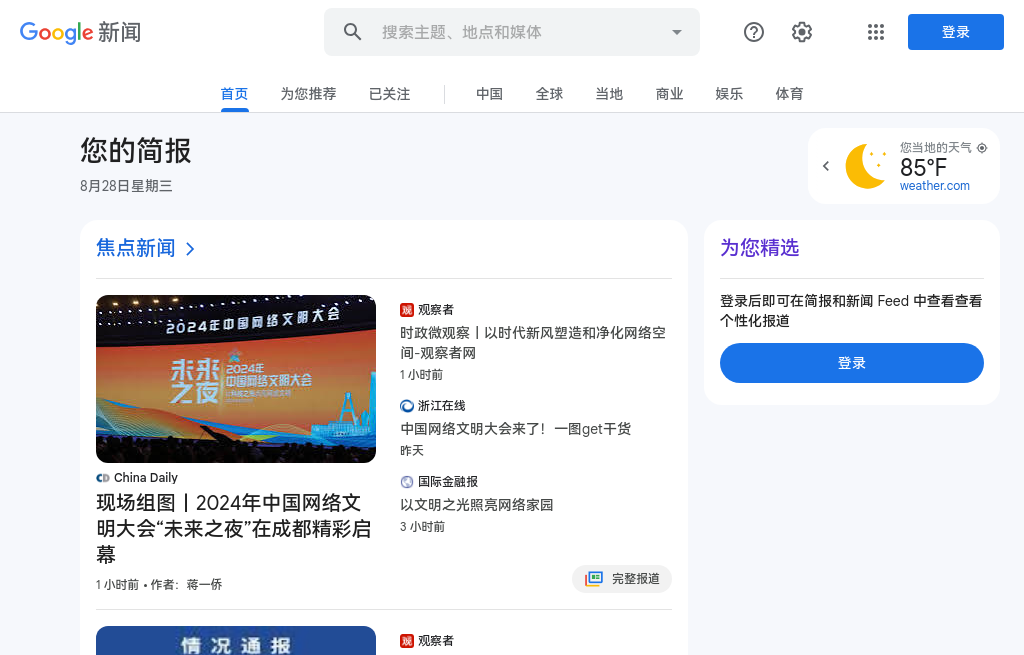 Google 新闻
搜索主题、地点和媒体
登录
首页
为您推荐
已关注
中国
全球
当地
商业
娱乐
体育
您的简报
8月28日星期三
您当地的天气
85°F
weather.com
焦点新闻
2024年中国网络文明大会
未来
之夜
2024年
中国网络文明大会
China Daily
现场组图丨2024年中国网络文
明大会“未来之夜”在成都精彩启
幕
1 小时前 • 作者：蒋一侨
观 观察者
时政微观察丨以时代新风塑造和净化网络空
间-观察者网
1 小时前
浙江在线
中国网络文明大会来了！一图get干货
昨天
国际金融报
以文明之光照亮网络家园
3 小时前
完整报道
情况通报
观 观察者
为您精选
登录后即可在简报和新闻 Feed 中查看查看
个性化报道
登录